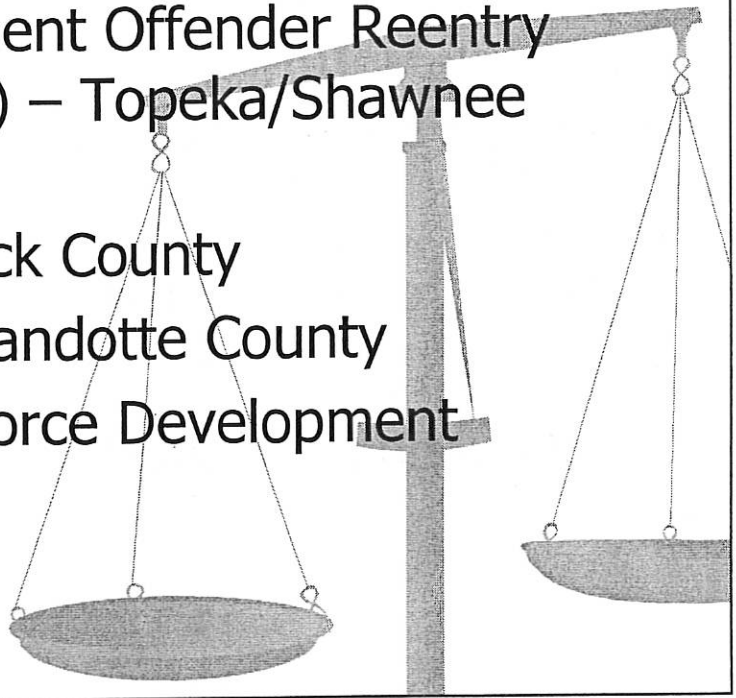 ent Offender Reentry
) – Topeka/Shawnee
ck County
andotte County
orce Development